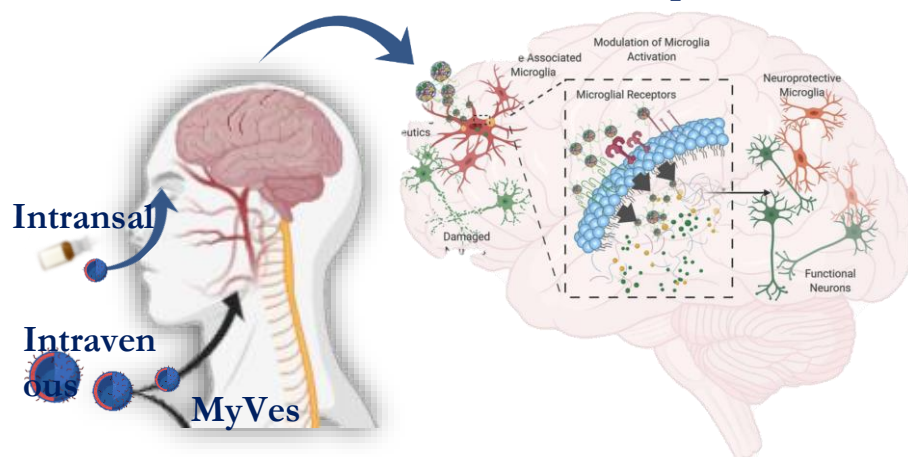 Intransal
Intraven
ous
MyVes
e Associated
Microglia
eutics
Damaged
Modulation of Microglia
Activation
Microglial Receptors
Neuroprotective
Microglia
Functional
Neurons